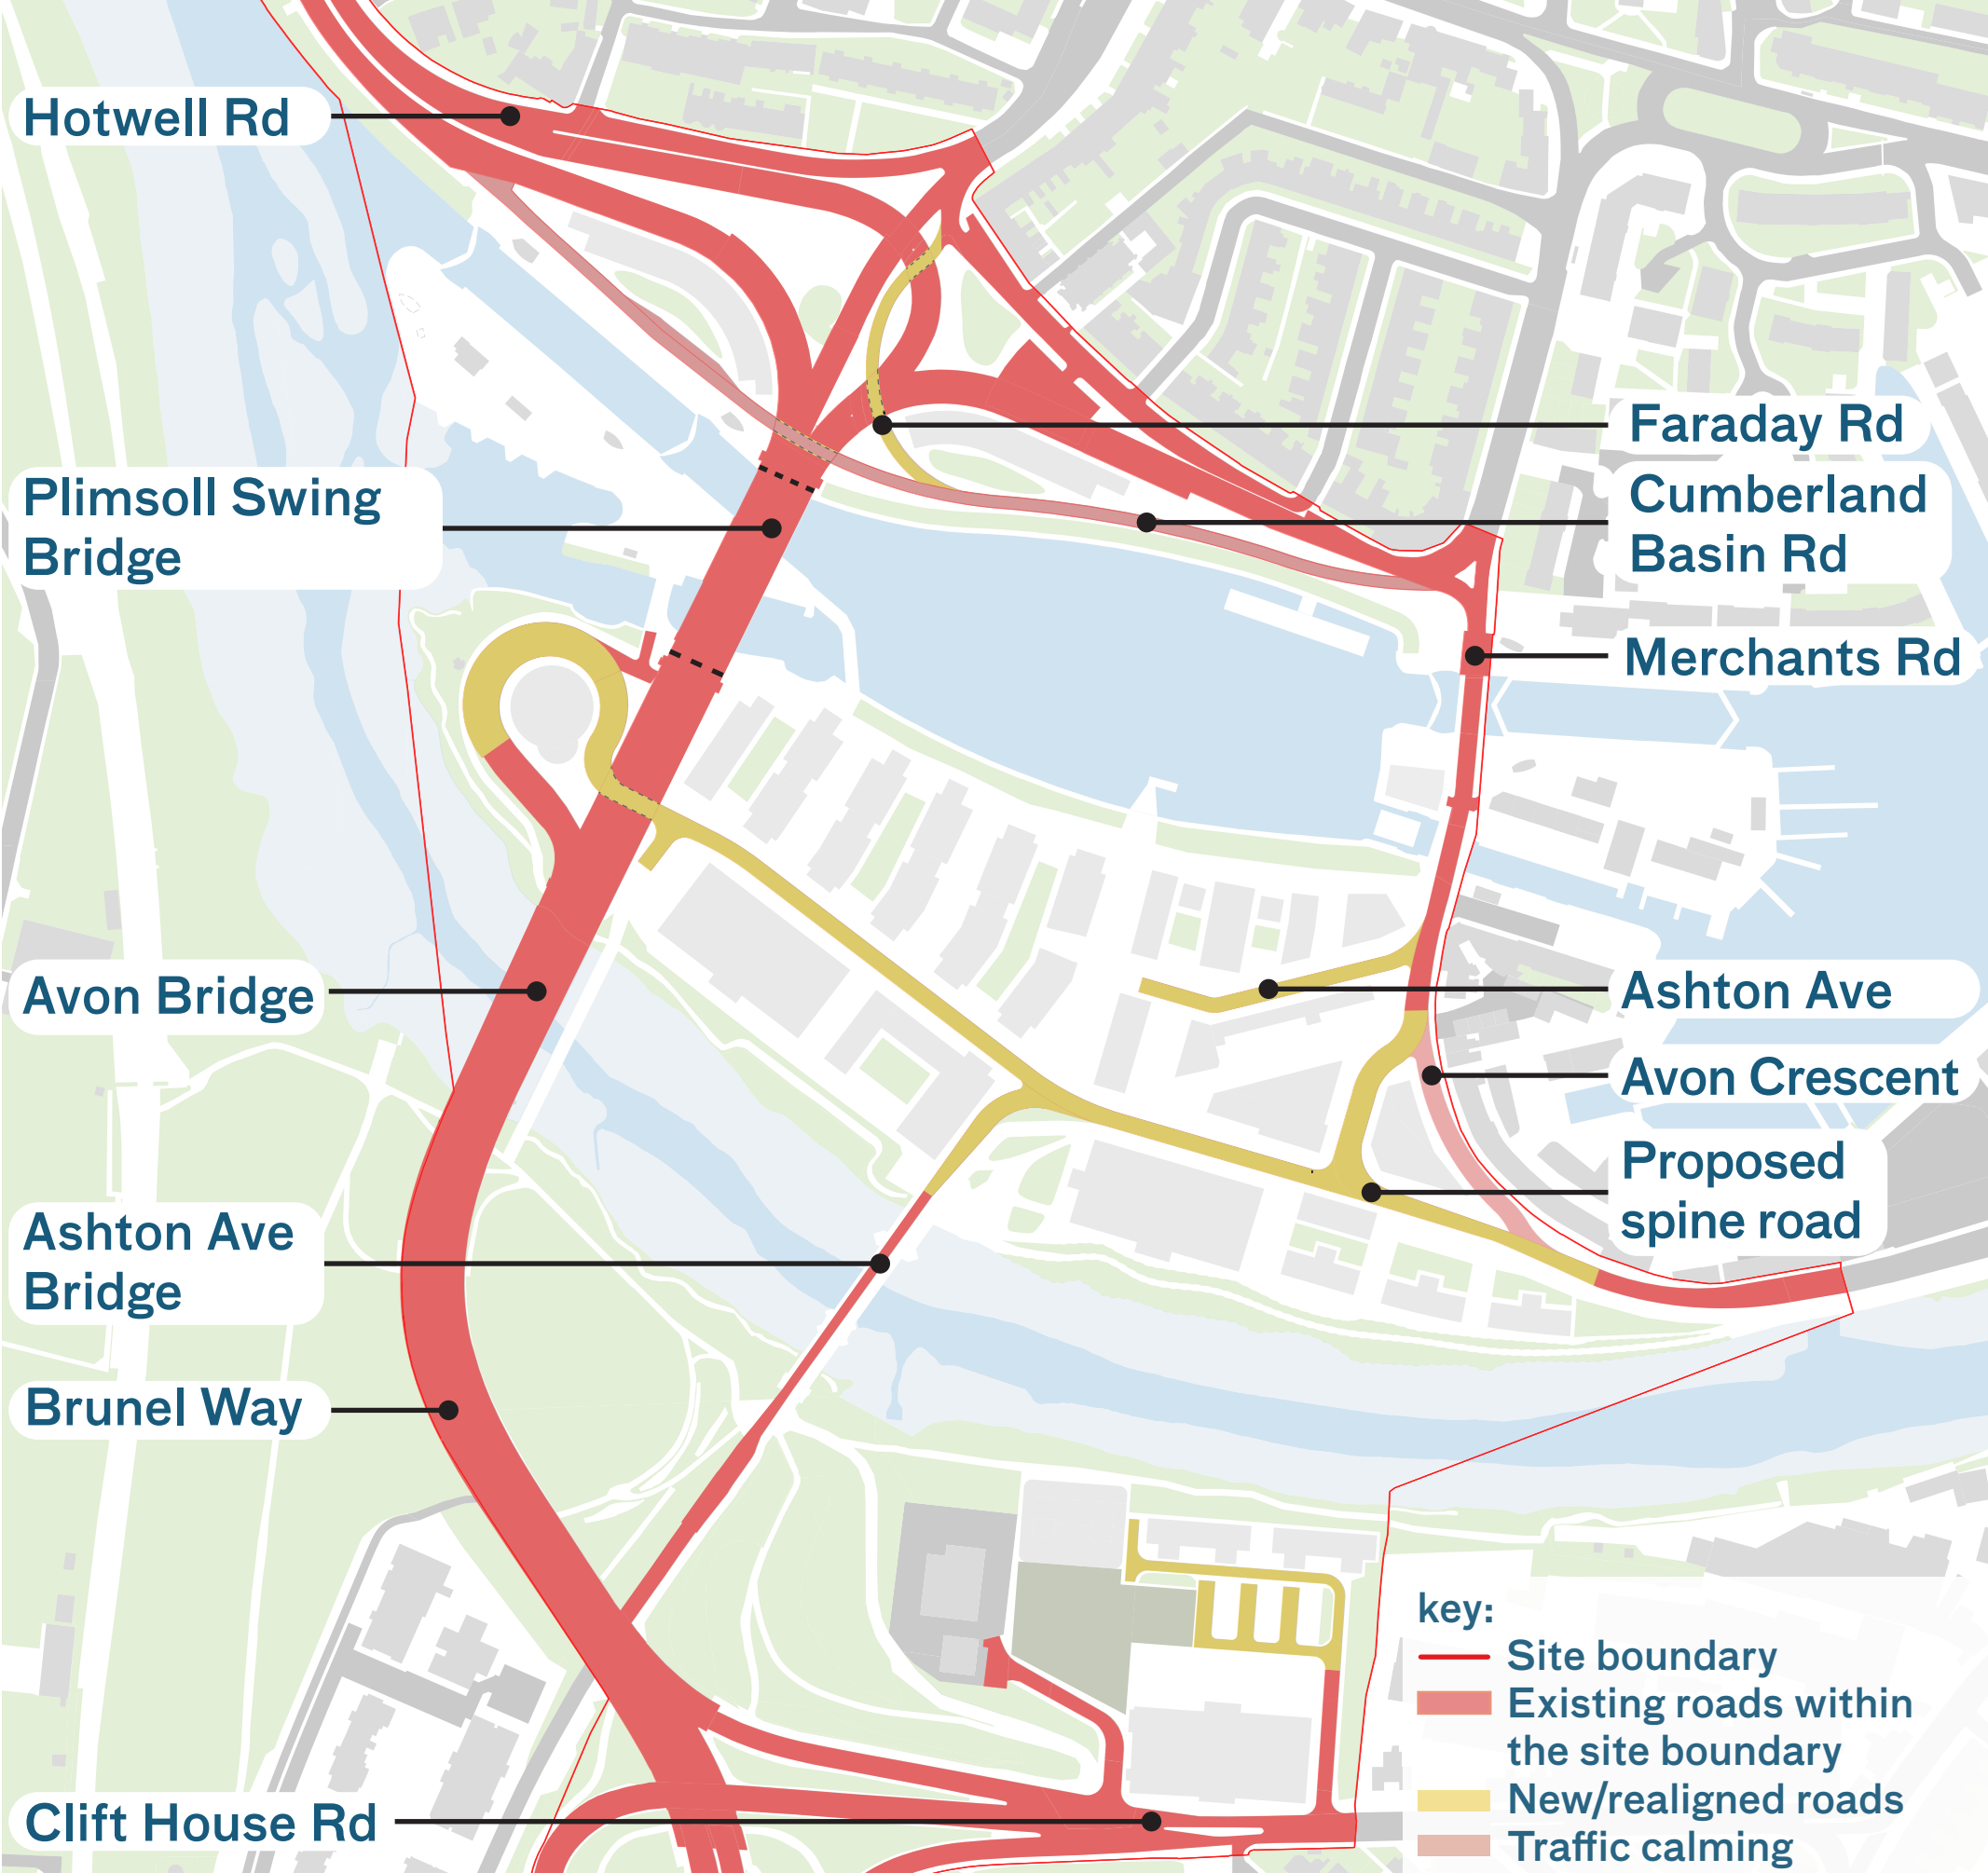 Hotwell Rd
Plimsoll Swing
Bridge
Avon Bridge
Ashton Ave
Bridge
Brunel Way
Clift House Rd
Faraday Rd
Cumberland
Basin Rd
Merchants Rd
Ashton Ave
Avon Crescent
Proposed
spine road
key:
Site boundary
Existing roads within
the site boundary
New/realigned roads
Traffic calming